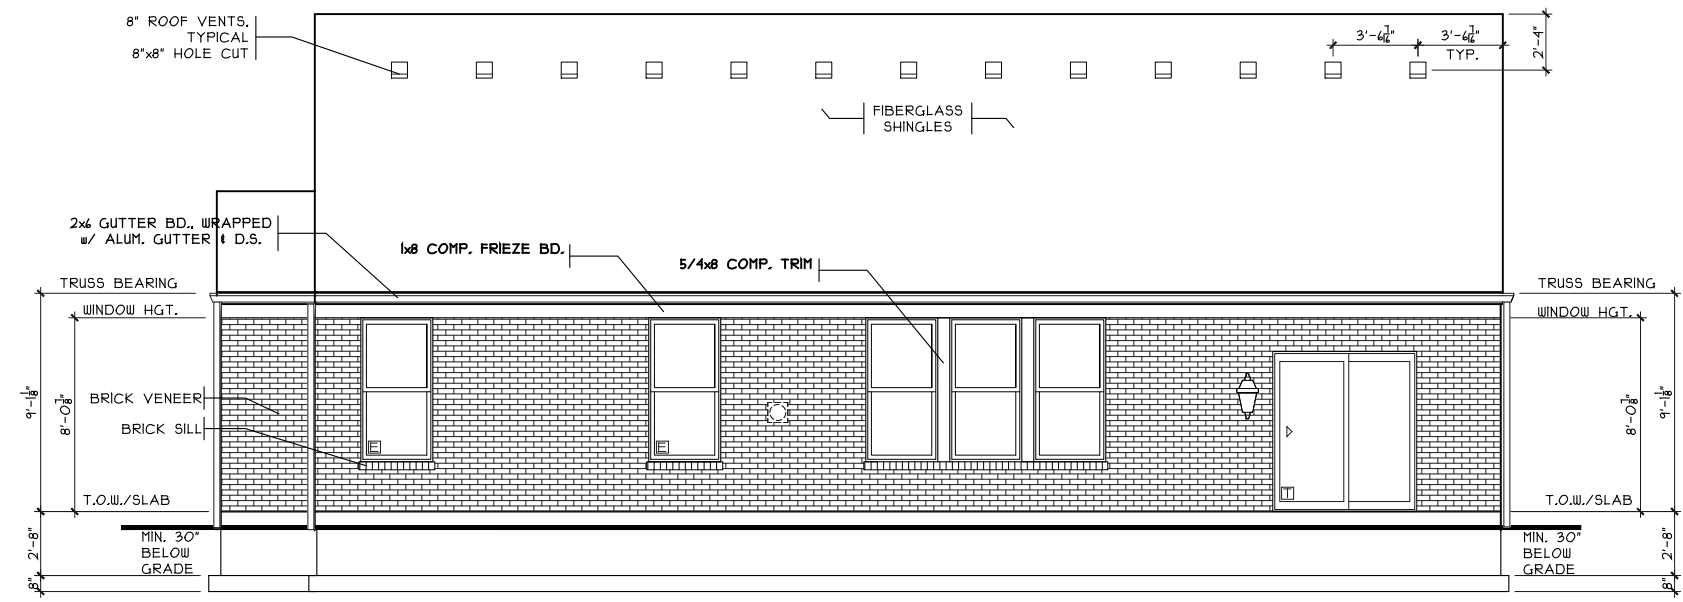 8" ROOF VENTS,
TYPICAL
8"x8" HOLE CUT
3'-6 7/16"
3'-6 7/16"
TYP.
2'-4"
FIBERGLASS
SHINGLES
2x6 GUTTER BD., WRAPPED
w/ ALUM. GUTTER & D.S.
1x8 COMP. FRIEZE BD.
5/4x8 COMP. TRIM
TRUSS BEARING
TRUSS BEARING
WINDOW HGT.
WINDOW HGT.
9'-1 1/8"
8'-0 7/8"
BRICK VENEER
BRICK SILL
E
E
T
8'-0 7/8"
9'-1 1/8"
T.O.W./SLAB
T.O.W./SLAB
2'-8"
MIN. 30"
BELOW
GRADE
MIN. 30"
BELOW
GRADE
2'-8"
8"
8"